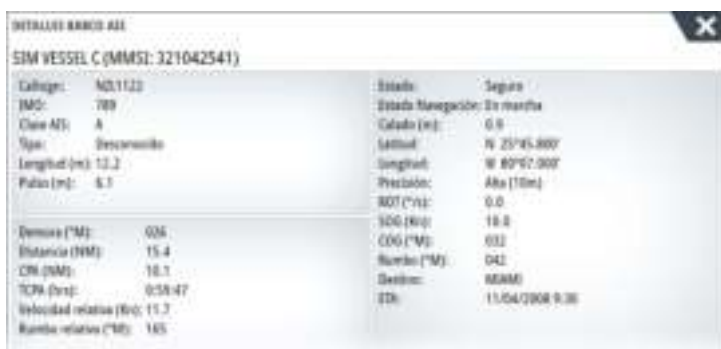 DETALLES BARCO AIS
SIM VESSEL C (MMSI: 321042541)
Callsign: NZL1122
IMO: 789
Clase AIS: A
Tipo: Desconocido
Longitud (m): 12.2
Pulso (m): 6.1
Demora (°M): 026
Distancia (NM): 15.4
CPA (NM): 10.1
TCPA (hrs): 0:59:47
Velocidad relativa (Kn): 11.7
Rumbo relativo (°M): 165
Estado: Seguro
Estado Navegación: En marcha
Calado (m): 0.9
Latitud: N 25°45.800'
Longitud: W 80°07.000'
Precisión: Alta (10m)
ROT (°/s): 0.0
SOG (Kn): 10.0
COG (°M): 032
Rumbo (°M): 042
Destino: MIAMI
ETA: 11/04/2008 9:30